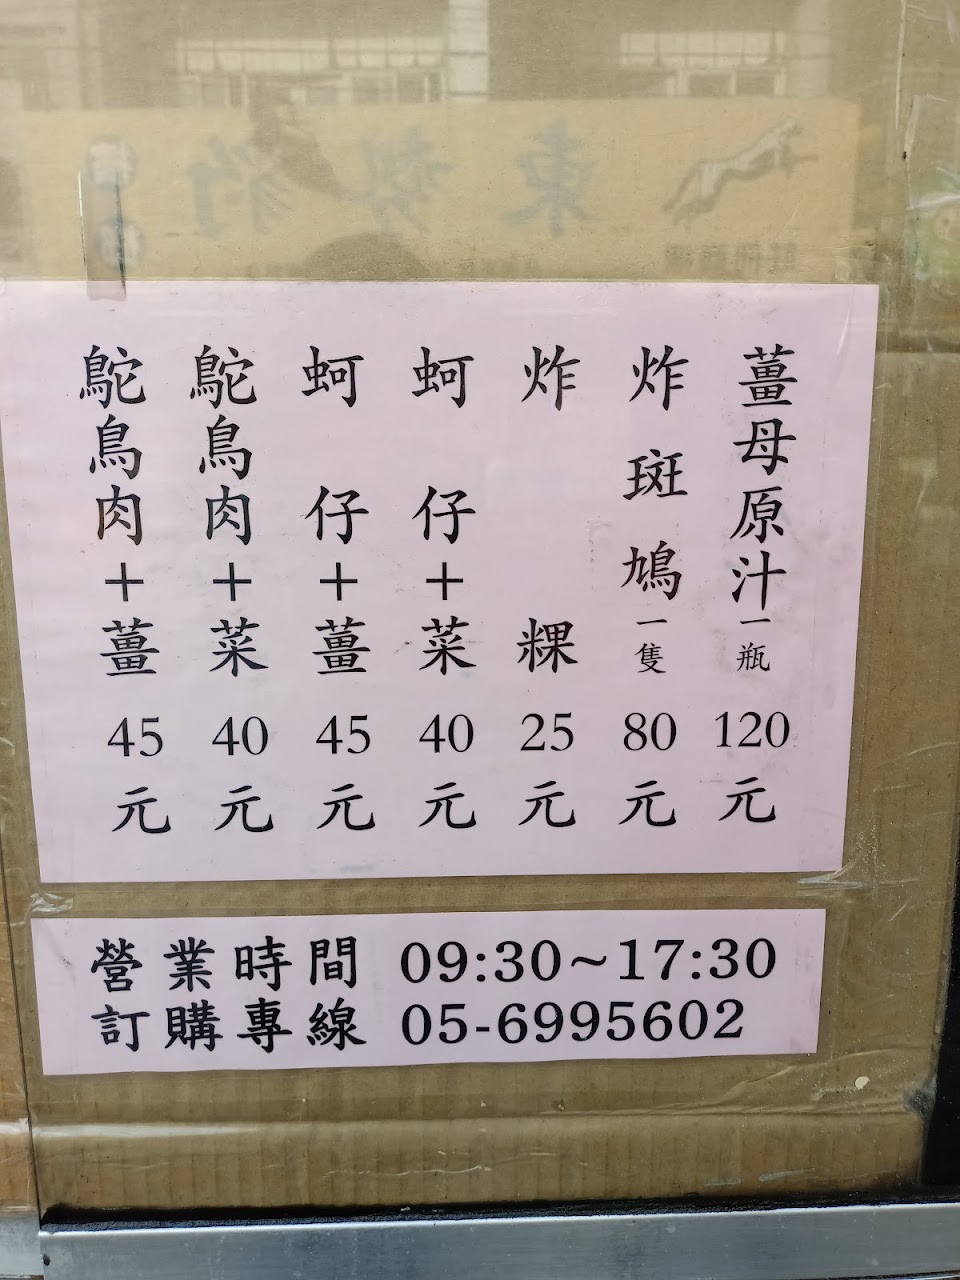 薑母原汁一瓶120元
炸斑鳩一隻80元
炸粿25元
蚵仔+菜40元
蚵仔+薑45元
鴕鳥肉+菜40元
鴕鳥肉+薑45元
營業時間 09:30~17:30
訂購專線 05-6995602